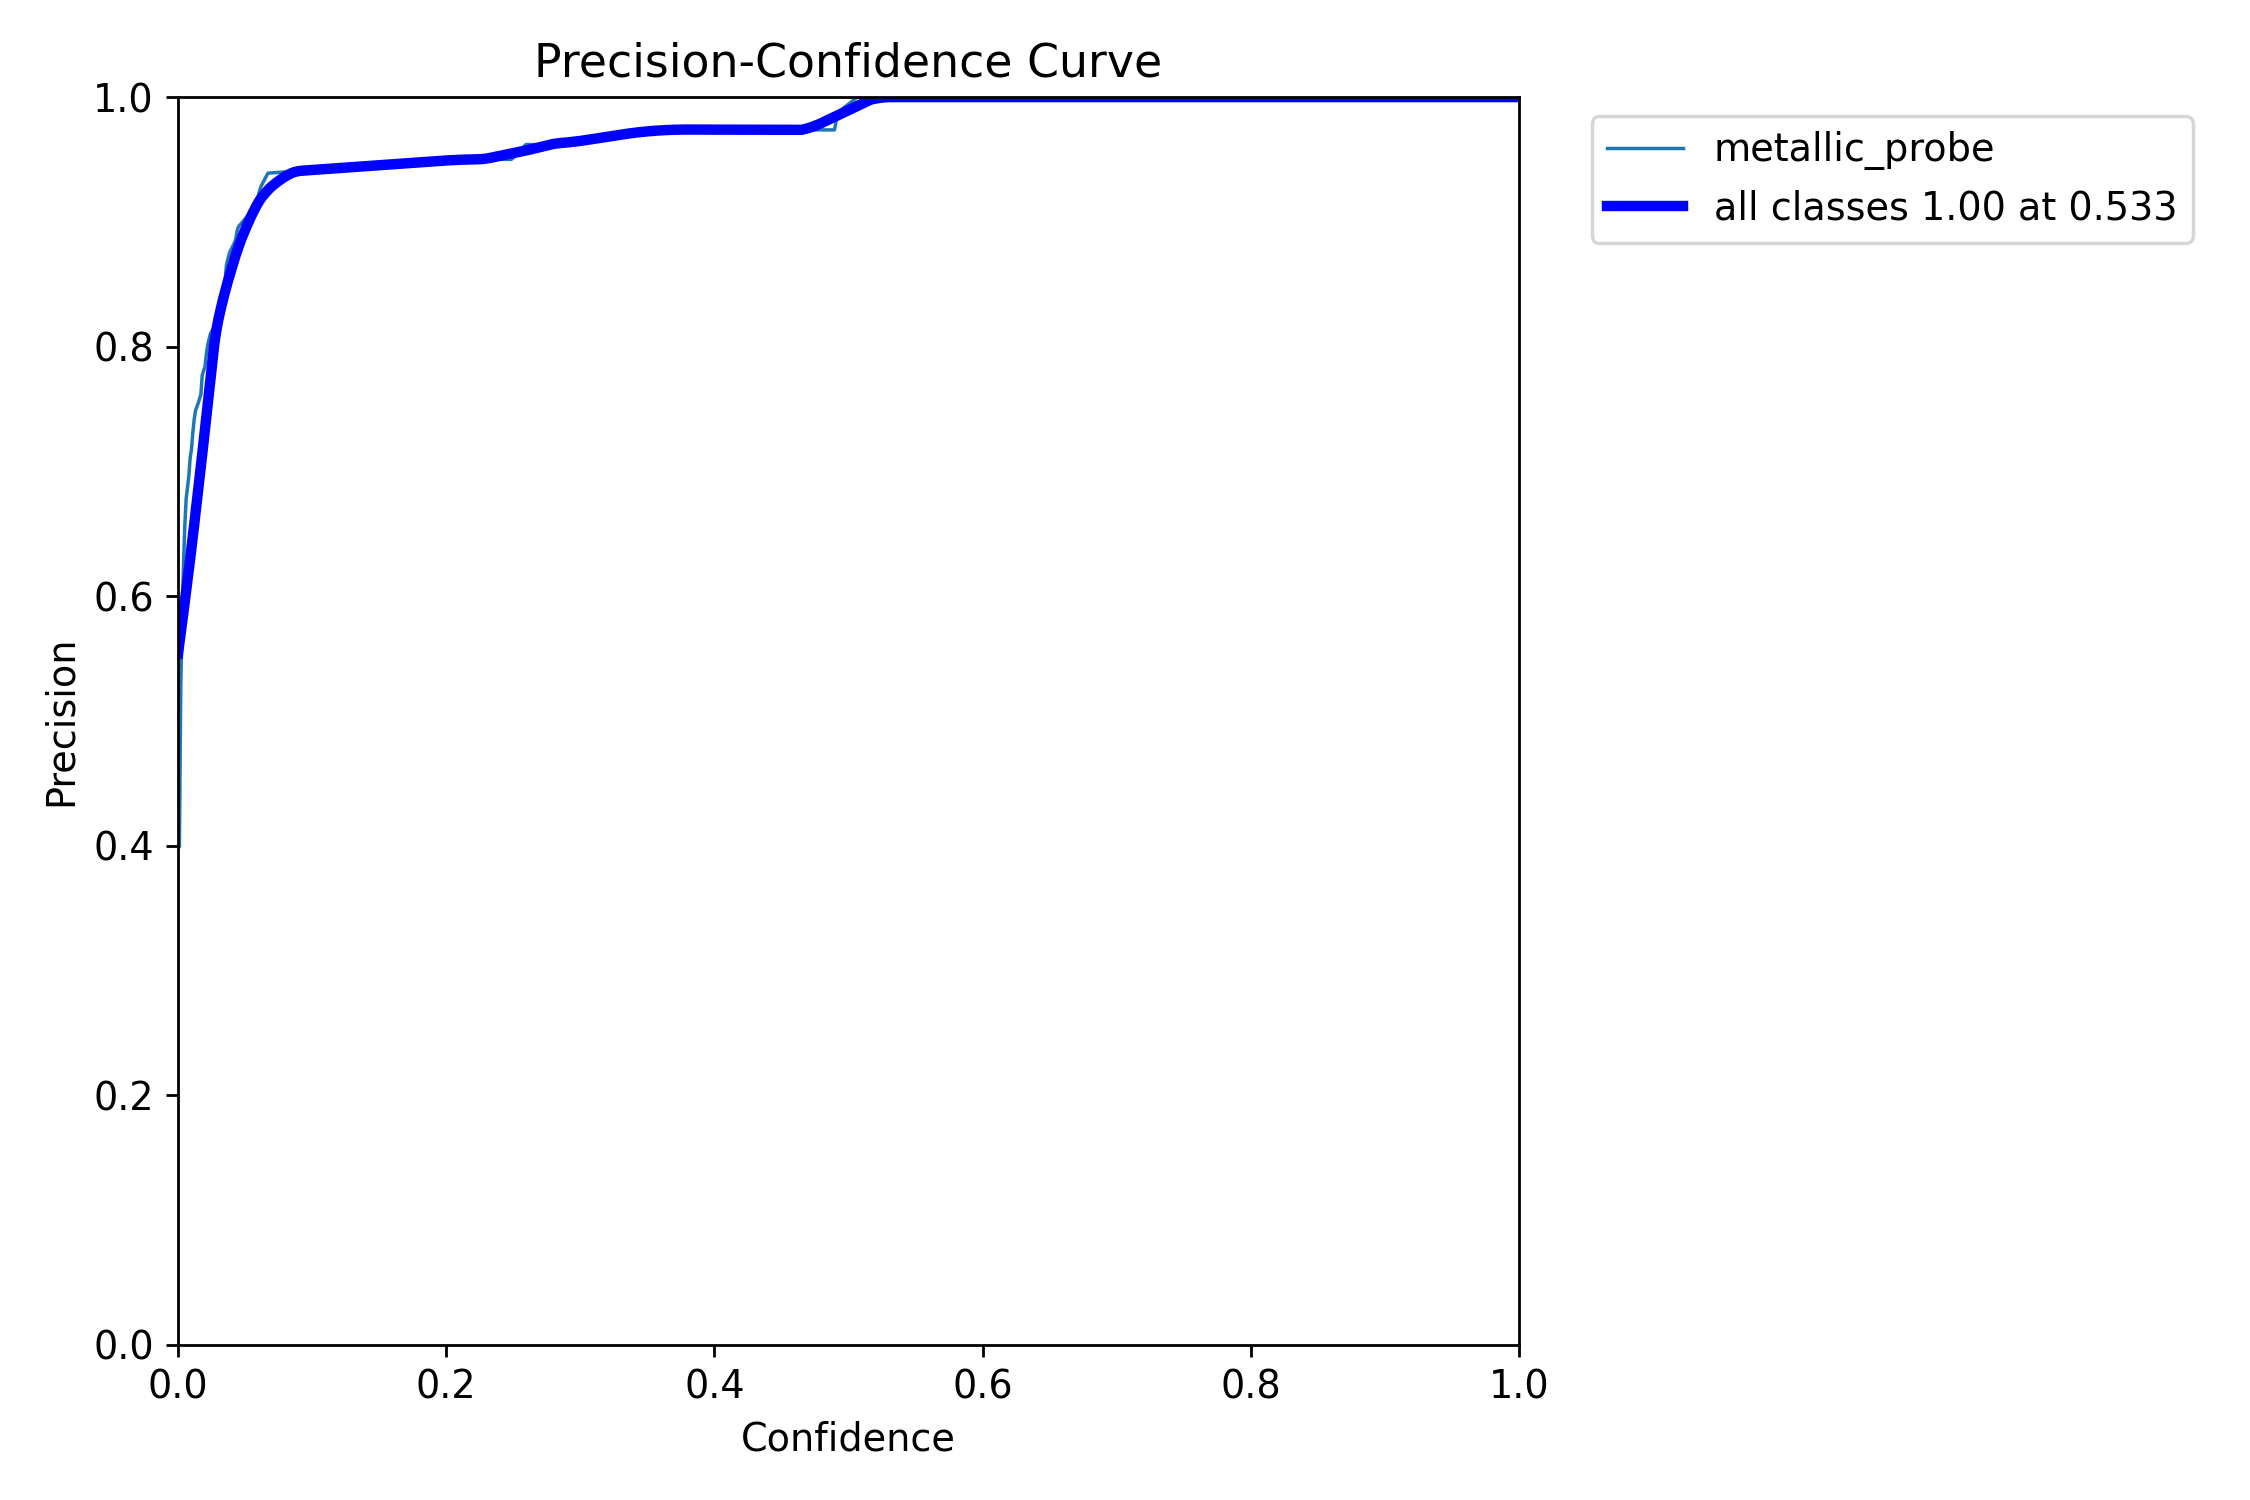 Precision-Confidence Curve
1.0
0.8
0.6
0.4
0.2
0.0
Precision
0.0 0.2 0.4 0.6 0.8 1.0
Confidence
metallic_probe
all classes 1.00 at 0.533